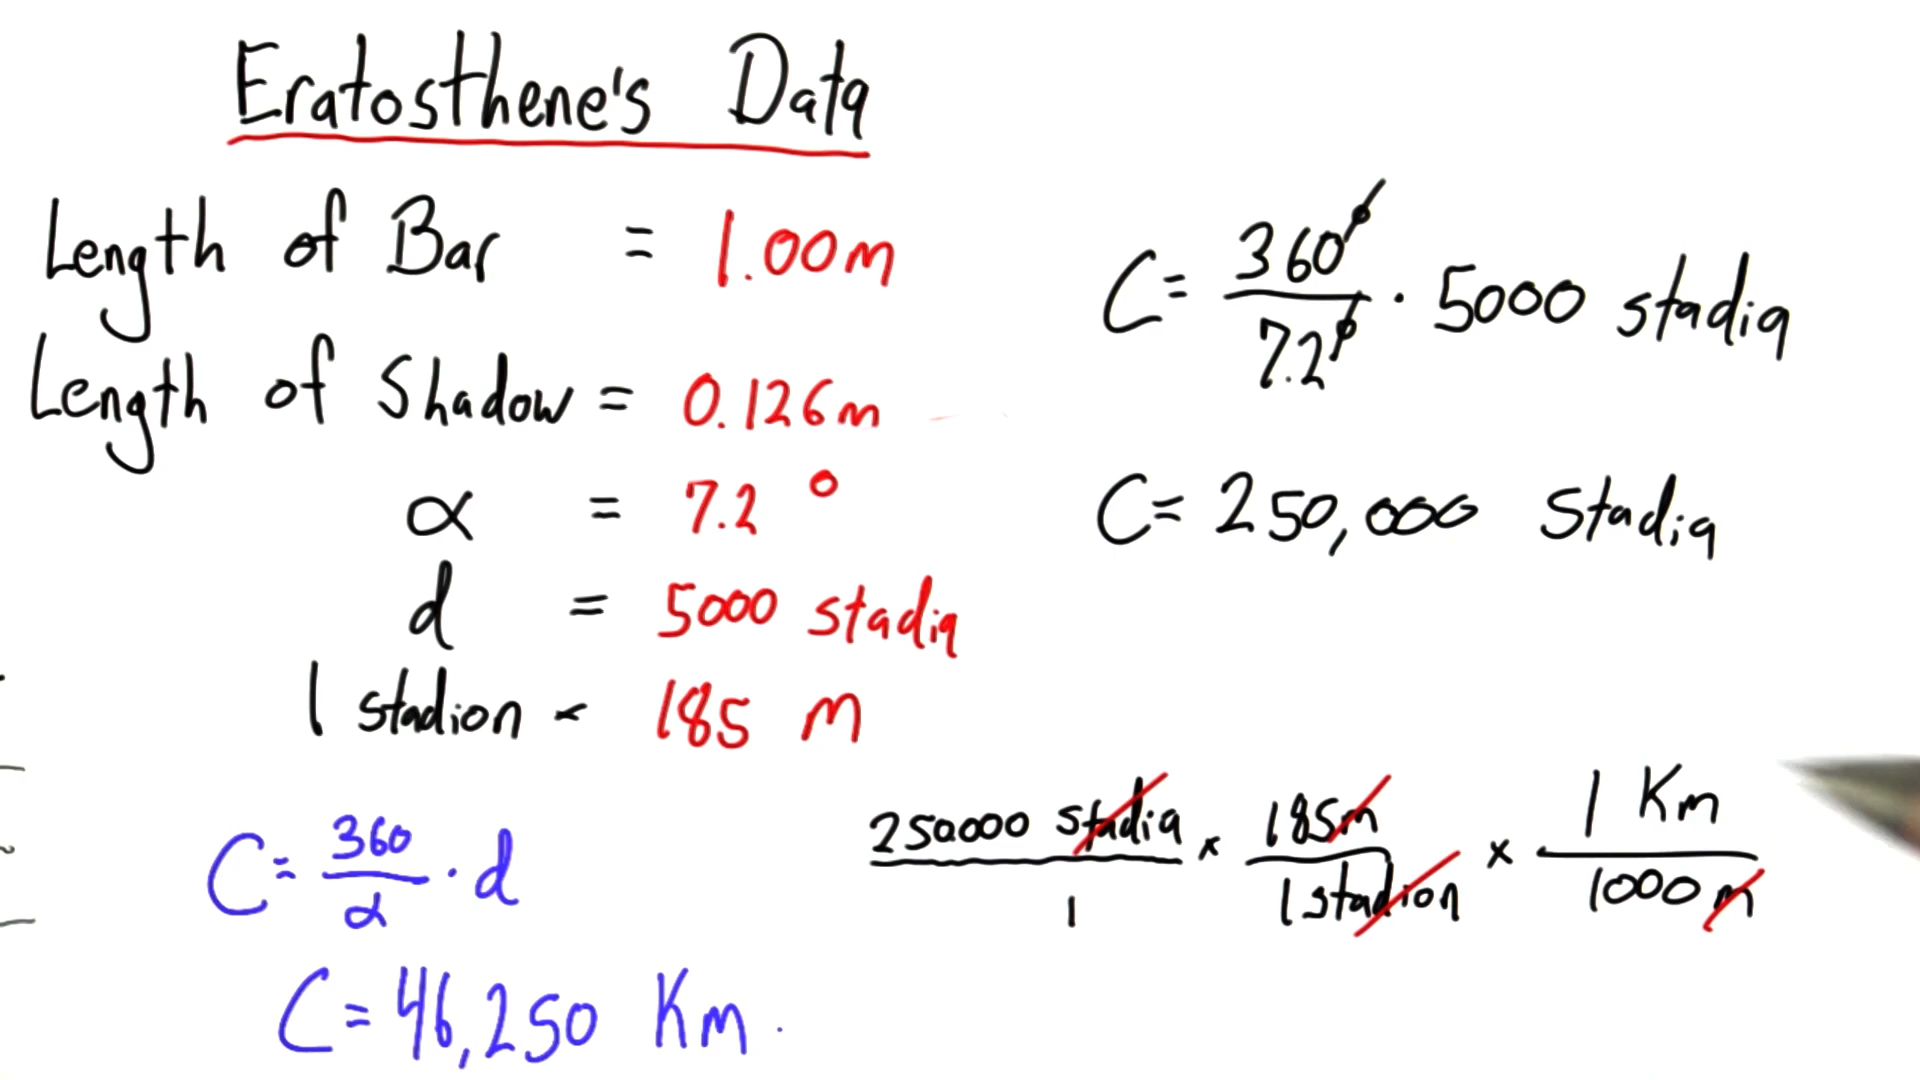 Eratosthene's Data
Length of Bar = 1.00m
Length of Shadow = 0.126m
α = 7.2°
d = 5000 stadia
1 stadion = 185 m
C = 360/α · d
C = 46,250 Km.
C = 360°/7.2° · 5000 stadia
C = 250,000 Stadia
250000 stadia/1 × 185m/1 stadion × 1 Km/1000 m